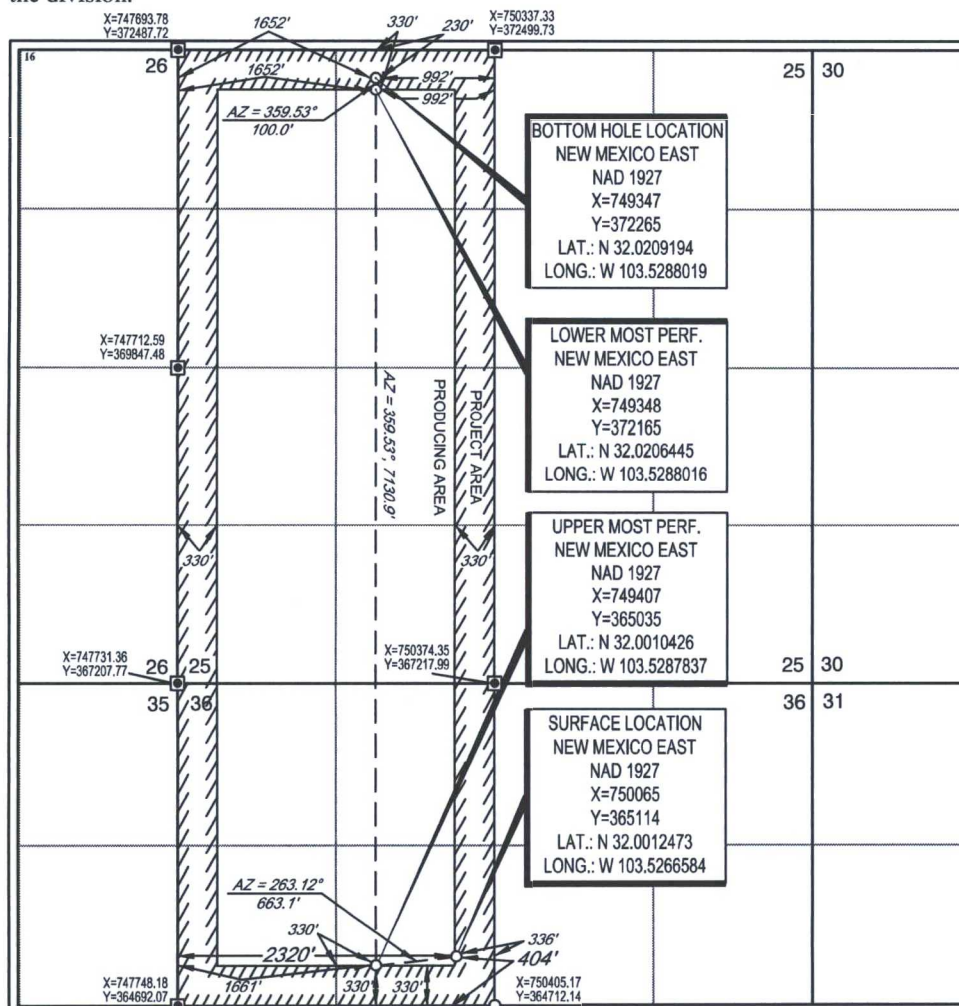 the division.
X=747693.78
Y=372487.72
1652'
330'
230'
X=750337.33
Y=372499.73
16
26
1652'
992'
992'
25 30
AZ = 359.53°
100.0'
BOTTOM HOLE LOCATION
NEW MEXICO EAST
NAD 1927
X=749347
Y=372265
LAT.: N 32.0209194
LONG.: W 103.5288019
X=747712.59
Y=369847.48
LOWER MOST PERF.
NEW MEXICO EAST
NAD 1927
X=749348
Y=372165
LAT.: N 32.0206445
LONG.: W 103.5288016
AZ = 359.53°, 7130.9'
PRODUCING AREA
PROJECT AREA
330'
330'
UPPER MOST PERF.
NEW MEXICO EAST
NAD 1927
X=749407
Y=365035
LAT.: N 32.0010426
LONG.: W 103.5287837
X=747731.36
Y=367207.77
26 25
35 36
X=750374.35
Y=367217.99
25 30
36 31
SURFACE LOCATION
NEW MEXICO EAST
NAD 1927
X=750065
Y=365114
LAT.: N 32.0012473
LONG.: W 103.5266584
AZ = 263.12°
663.1'
330'
2320'
336'
404'
1661'
330'
330'
X=747748.18
Y=364692.07
X=750405.17
Y=364712.14